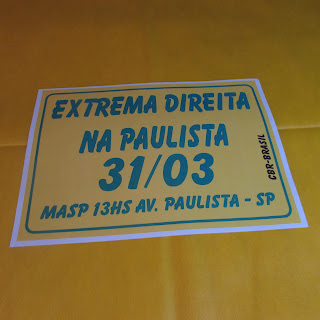 EXTREMA DIREITA
NA PAULISTA
31/03
MASP 13HS AV. PAULISTA - SP
CBR-BRASIL